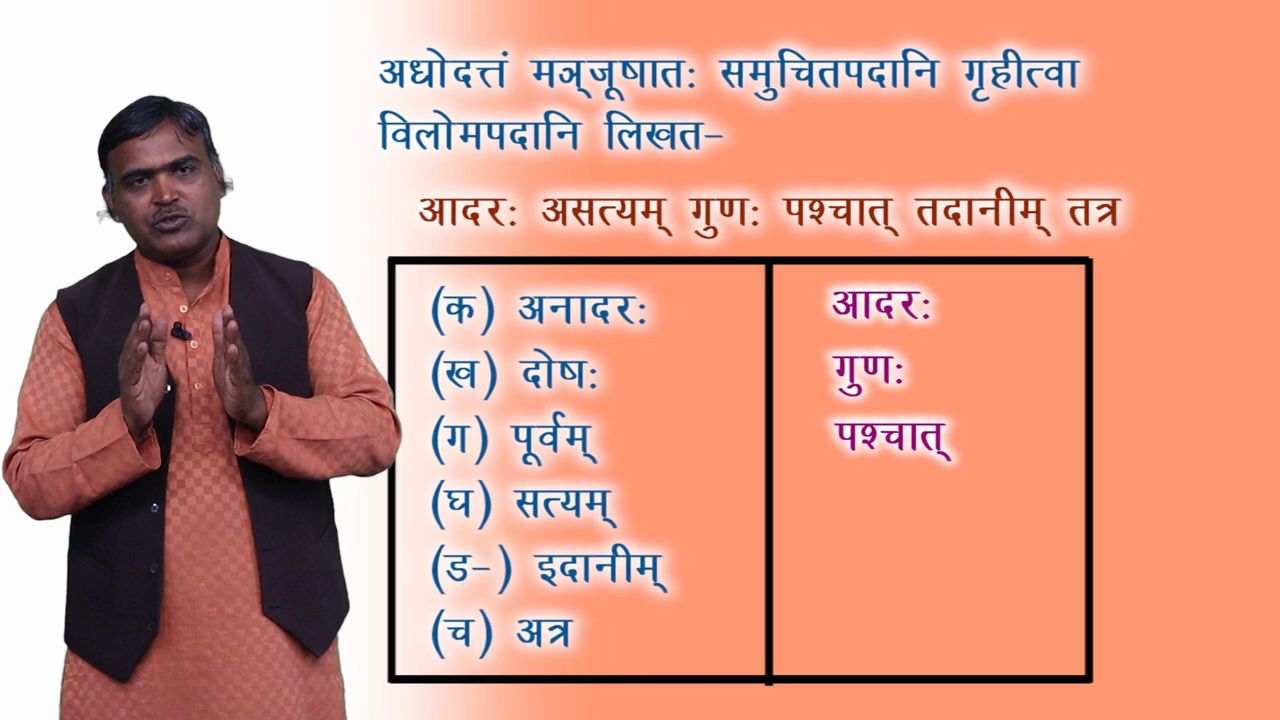 अधोदत्तं मञ्जूषातः समुचितपदानि गृहीत्वा
विलोमपदानि लिखत-
आदरः असत्यम् गुणः पश्चात् तदानीम् तत्र
(क) अनादरः आदरः
(ख) दोषः गुणः
(ग) पूर्वम् पश्चात्
(घ) सत्यम्
(ड-) इदानीम्
(च) अत्र